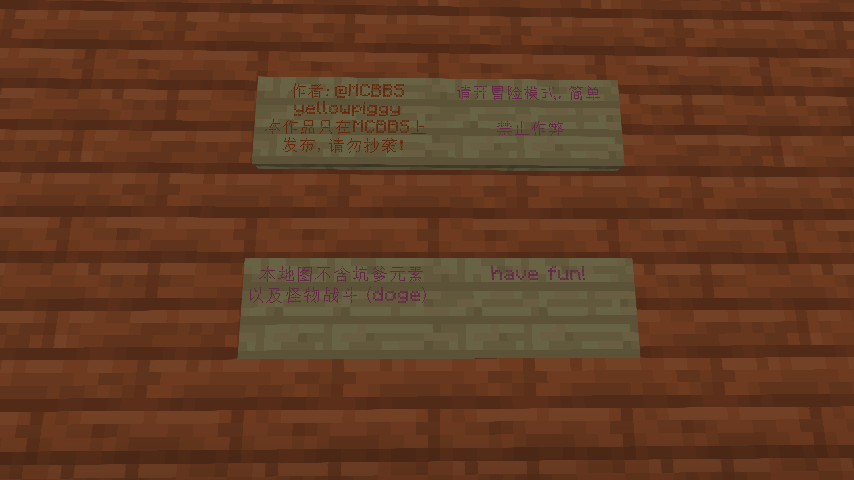 作者: @MCBBS
yellowpiggy
本作品只在MCBBS上
发布, 请勿抄袭!
请开冒险模式, 简单
禁止作弊
本地图不含坑爹元素
以及怪物战斗 (doge)
have fun!